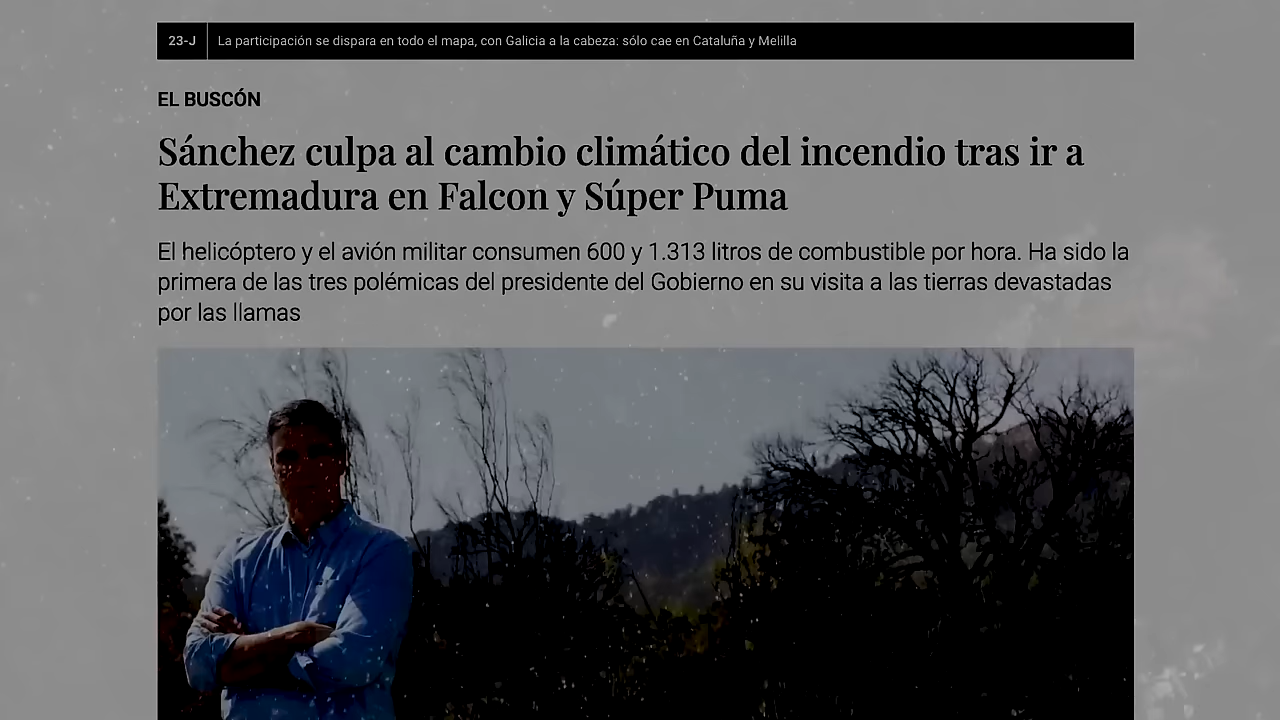 23-J La participación se dispara en todo el mapa, con Galicia a la cabeza: sólo cae en Cataluña y Melilla
EL BUSCÓN
Sánchez culpa al cambio climático del incendio tras ir a
Extremadura en Falcon y Súper Puma
El helicóptero y el avión militar consumen 600 y 1.313 litros de combustible por hora. Ha sido la
primera de las tres polémicas del presidente del Gobierno en su visita a las tierras devastadas
por las llamas